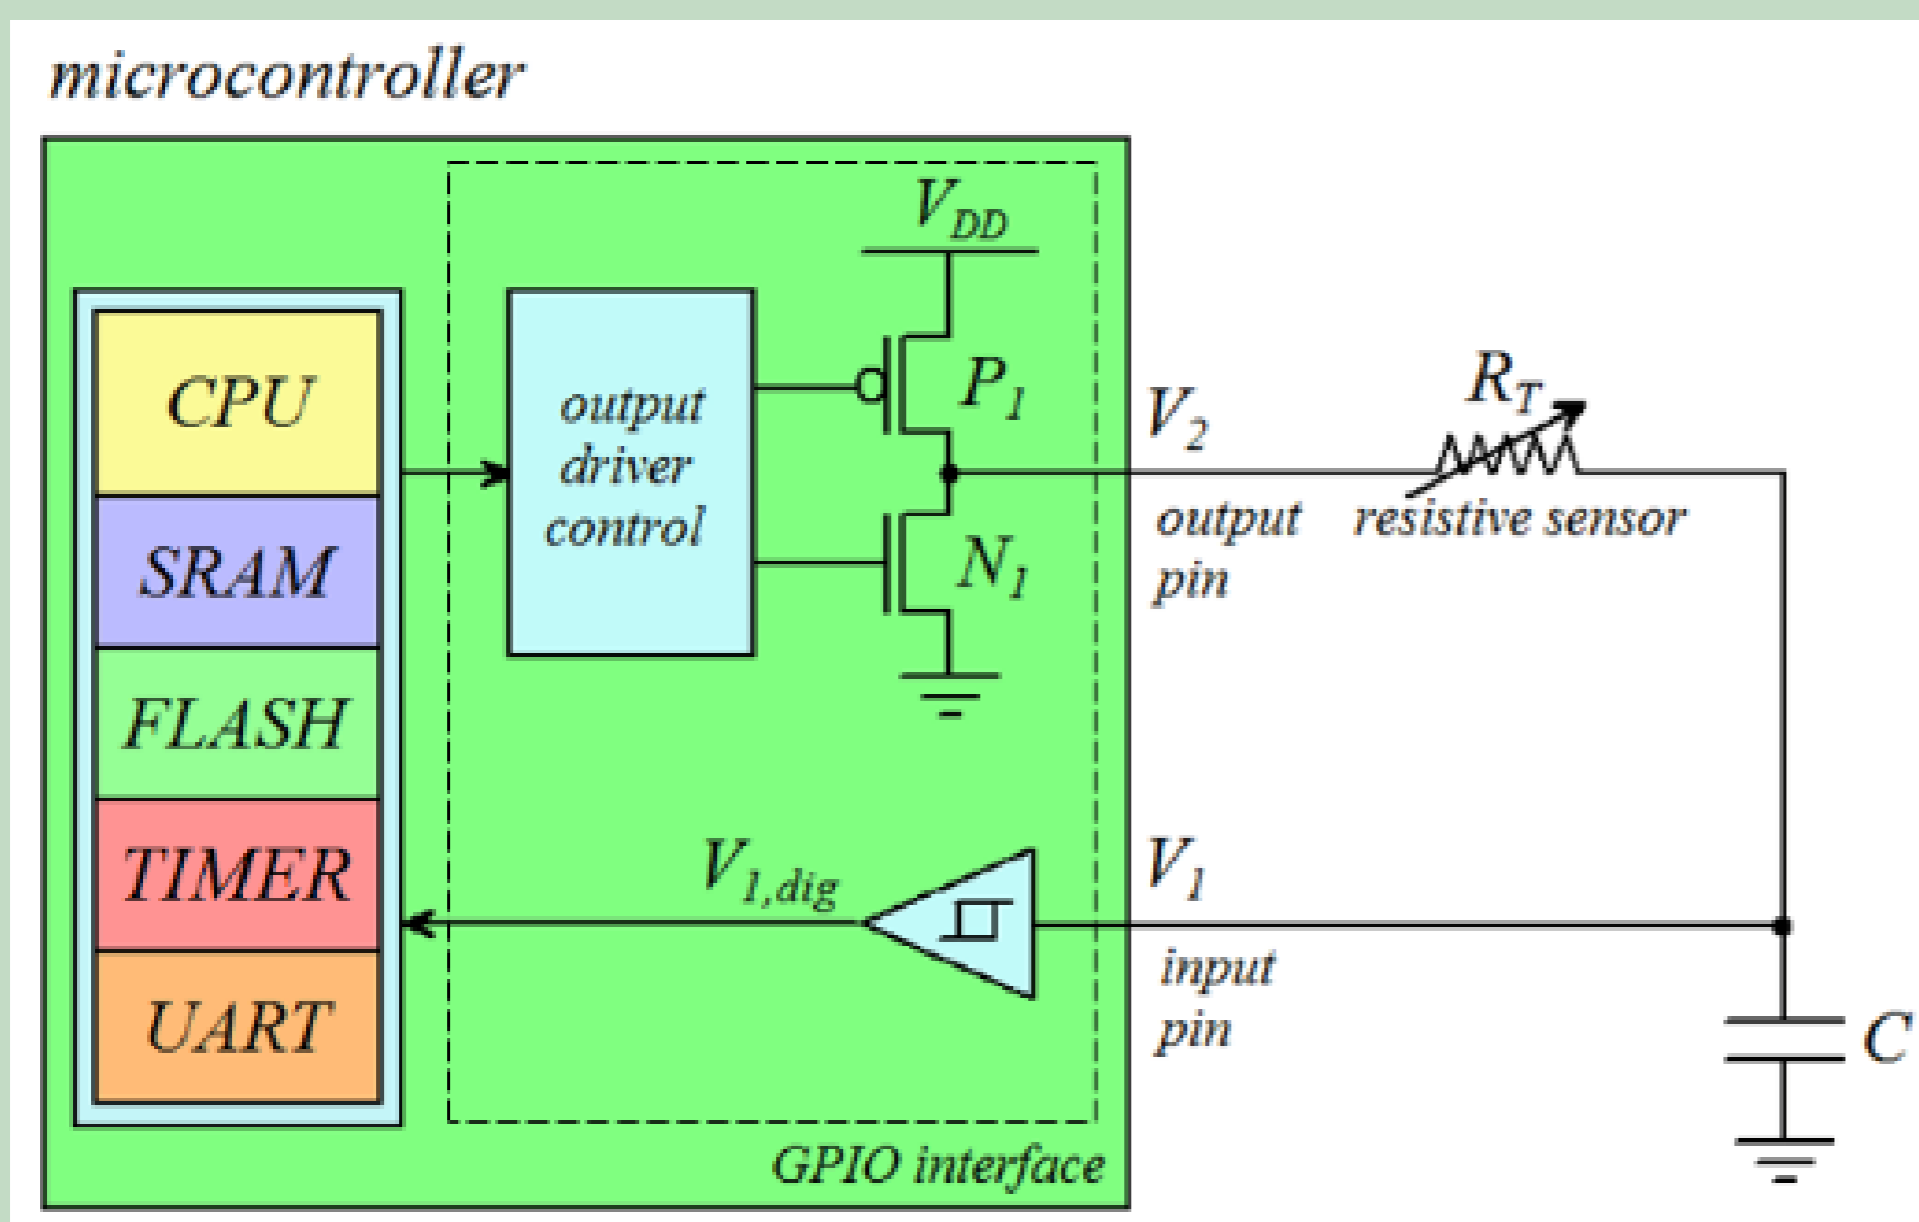 microcontroller
CPU
SRAM
FLASH
TIMER
UART
output
driver
control
V_DD
P_1
N_1
V_1,dig
GPIO interface
V_2
output
pin
R_T
resistive sensor
V_1
input
pin
C